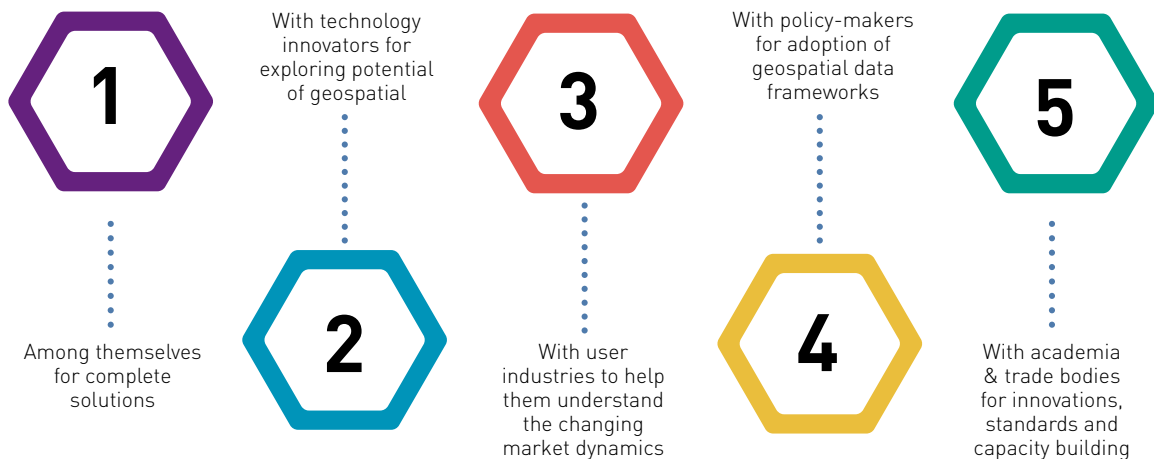 1
Among themselves
for complete
solutions
With technology
innovators for
exploring potential
of geospatial
2
3
With user
industries to help
them understand
the changing
market dynamics
With policy-makers
for adoption of
geospatial data
frameworks
4
5
With academia
& trade bodies
for innovations,
standards and
capacity building